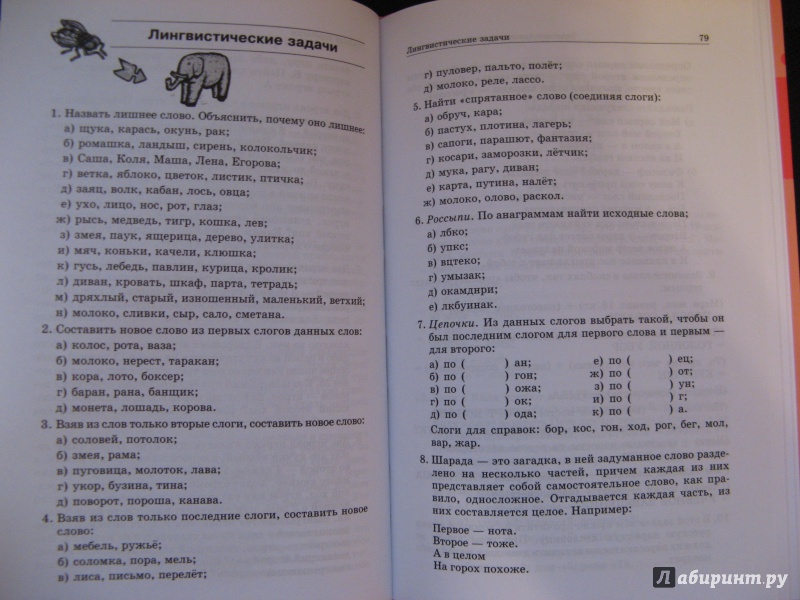 Лингвистические задачи
1. Назвать лишнее слово. Объяснить, почему оно лишнее:
а) щука, карась, окунь, рак;
б) ромашка, ландыш, сирень, колокольчик;
в) Саша, Коля, Маша, Лена, Егорова;
г) ветка, яблоко, цветок, листик, птичка;
д) заяц, волк, кабан, лось, овца;
е) ухо, лицо, нос, рот, глаз;
ж) рысь, медведь, тигр, кошка, лев;
з) змея, паук, ящерица, дерево, улитка;
и) мяч, коньки, качели, клюшка;
к) гусь, лебедь, павлин, курица, кролик;
л) диван, кровать, шкаф, парта, тетрадь;
м) дряхлый, старый, изношенный, маленький, ветхий;
н) молоко, сливки, сыр, сало, сметана.
2. Составить новое слово из первых слогов данных слов:
а) колос, рота, ваза;
б) молоко, нерест, таракан;
в) кора, лото, боксер;
г) баран, рана, банщик;
д) монета, лошадь, корова.
3. Взяв из слов только вторые слоги, составить новое слово:
а) соловей, потолок;
б) змея, рама;
в) пуговица, молоток, лава;
г) укор, бузина, тина;
д) поворот, пороша, канава.
4. Взяв из слов только последние слоги, составить новое
слово:
а) мебель, ружьё;
б) соломка, пора, мель;
в) лиса, письмо, перелёт;
Лингвистические задачи 79
г) пуловер, пальто, полёт;
д) молоко, реле, лассо.
5. Найти «спрятанное» слово (соединяя слоги):
а) обруч, кара;
б) пастух, плотина, лагерь;
в) сапоги, парашют, фантазия;
г) косари, заморозки, лётчик;
д) мука, рагу, диван;
е) карта, путина, налёт;
ж) молоко, олово, раскол.
6. Россыпи. По анаграммам найти исходные слова;
а) лбко;
б) упкс;
в) вцтеко;
г) умызак;
д) окамднри;
е) лкбуинак.
7. Цепочки. Из данных слогов выбрать такой, чтобы он
был последним слогом для первого слова и первым —
для второго:
а) по ( ) ан; е) по ( ) ец;
б) по ( ) гон; ж) по ( ) от;
в) по ( ) ожа; з) по ( ) ун;
г) по ( ) ок; и) по ( ) г;
д) по ( ) ода; к) по ( ) а.
Слоги для справок: бор, кос, гон, ход, рог, бег, мол,
вар, жар.
8. Шарада — это загадка, в ней задуманное слово разде-
лено на несколько частей, причем каждая из них
представляет собой самостоятельное слово, как пра-
вило, односложное. Отгадывается каждая часть, из
них составляется целое. Например:
Первое — нота.
Второе — тоже.
А в целом
На горох похоже.
Лабиринт.ру